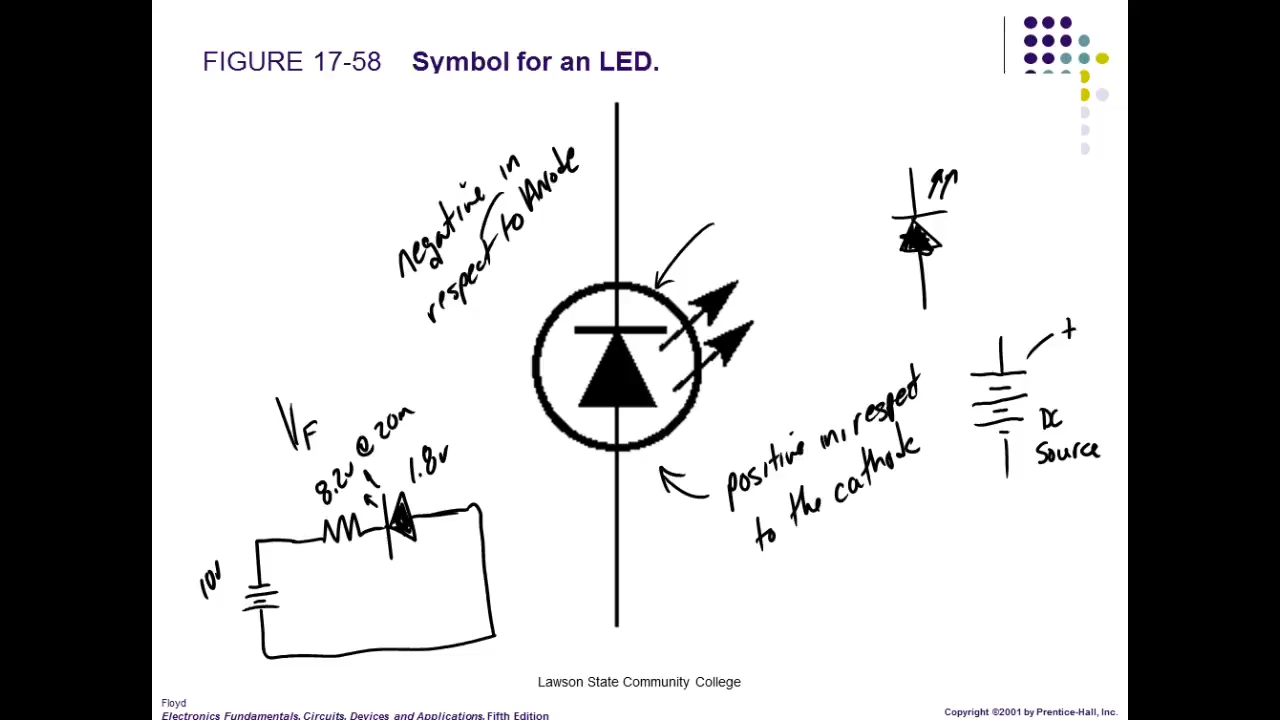 FIGURE 17-58 Symbol for an LED.
negative in
respect to Anode
+
DC
Source
positive in respect
to the cathode
VF
8.2v @ 20m
1.8v
10v
Lawson State Community College
Floyd
Electronics Fundamentals, Circuits, Devices and Applications, Fifth Edition
Copyright ©2001 by Prentice-Hall, Inc.